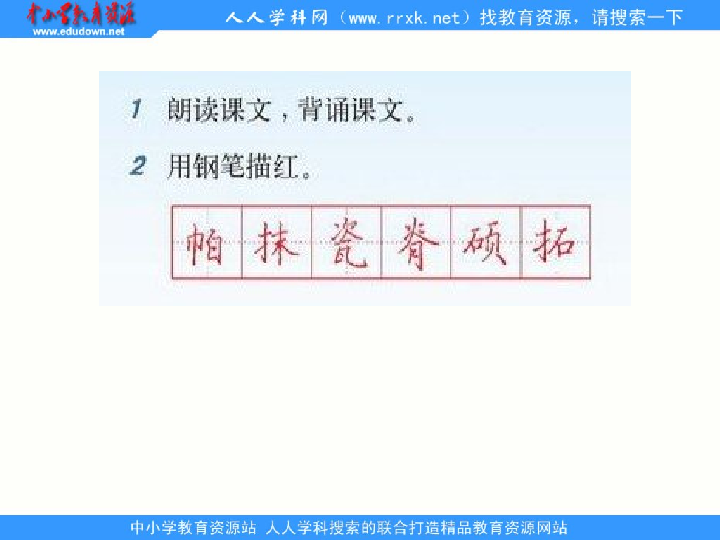 中小学教育资源
www.edudown.net
人人学科网（www.rrxk.net）找教育资源，请搜索一下
1 朗读课文，背诵课文。
2 用钢笔描红。
帕 抹 瓷 脊 硕 拓
中小学教育资源站 人人学科搜索的联合打造精品教育资源网站